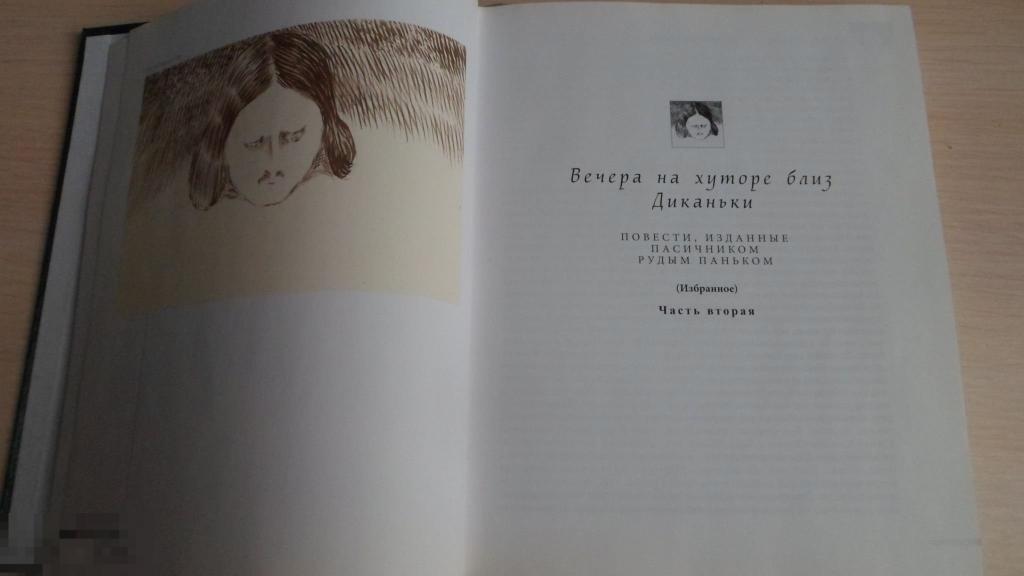 Вечера на хуторе близ
Диканьки
ПОВЕСТИ, ИЗДАННЫЕ
ПАСИЧНИКОМ
РУДЫМ ПАНЬКОМ
(Избранное)
Часть вторая